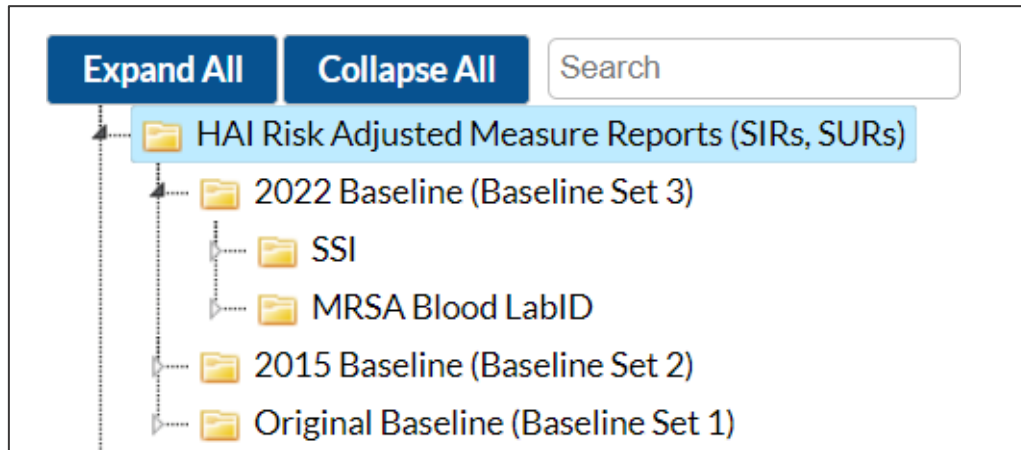 Expand All Collapse All Search
HAI Risk Adjusted Measure Reports (SIRs, SURs)
2022 Baseline (Baseline Set 3)
SSI
MRSA Blood LabID
2015 Baseline (Baseline Set 2)
Original Baseline (Baseline Set 1)